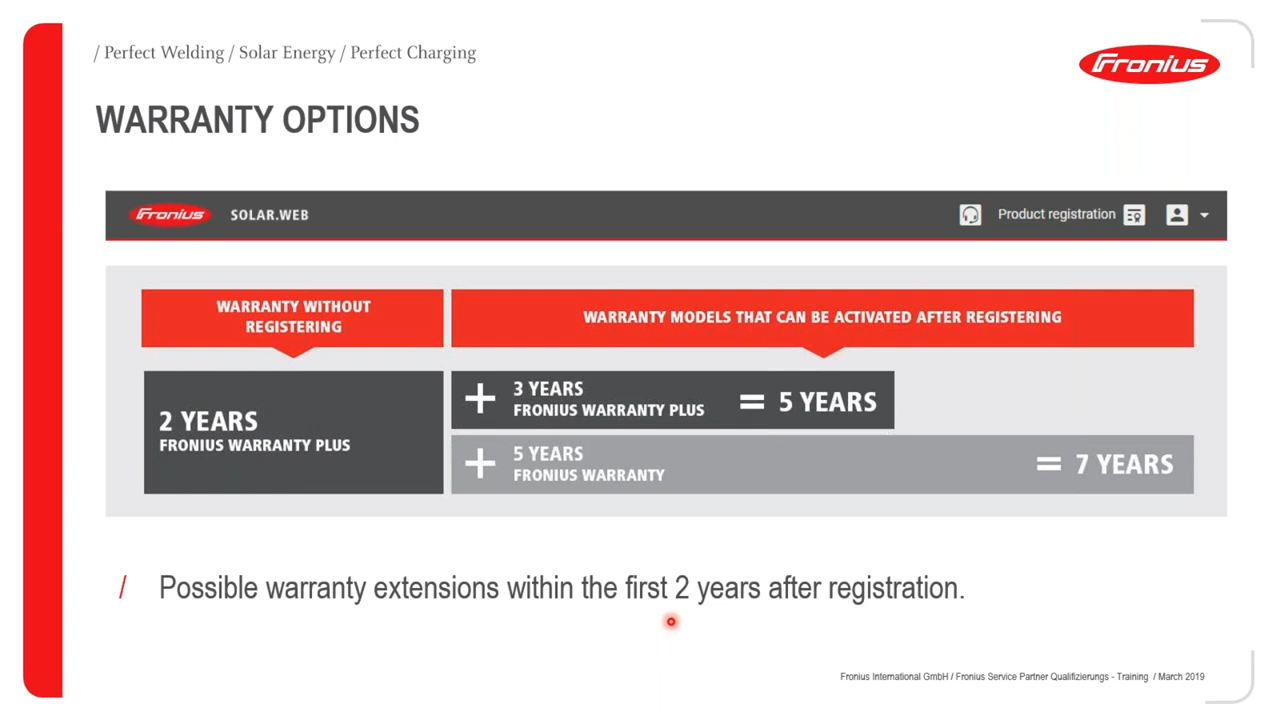 / Perfect Welding / Solar Energy / Perfect Charging
Fronius
WARRANTY OPTIONS
Fronius SOLAR.WEB Product registration
WARRANTY WITHOUT
REGISTERING
WARRANTY MODELS THAT CAN BE ACTIVATED AFTER REGISTERING
2 YEARS
FRONIUS WARRANTY PLUS
+ 3 YEARS
FRONIUS WARRANTY PLUS
= 5 YEARS
+ 5 YEARS
FRONIUS WARRANTY
= 7 YEARS
/ Possible warranty extensions within the first 2 years after registration.
Fronius International GmbH / Fronius Service Partner Qualifizierungs - Training / March 2019